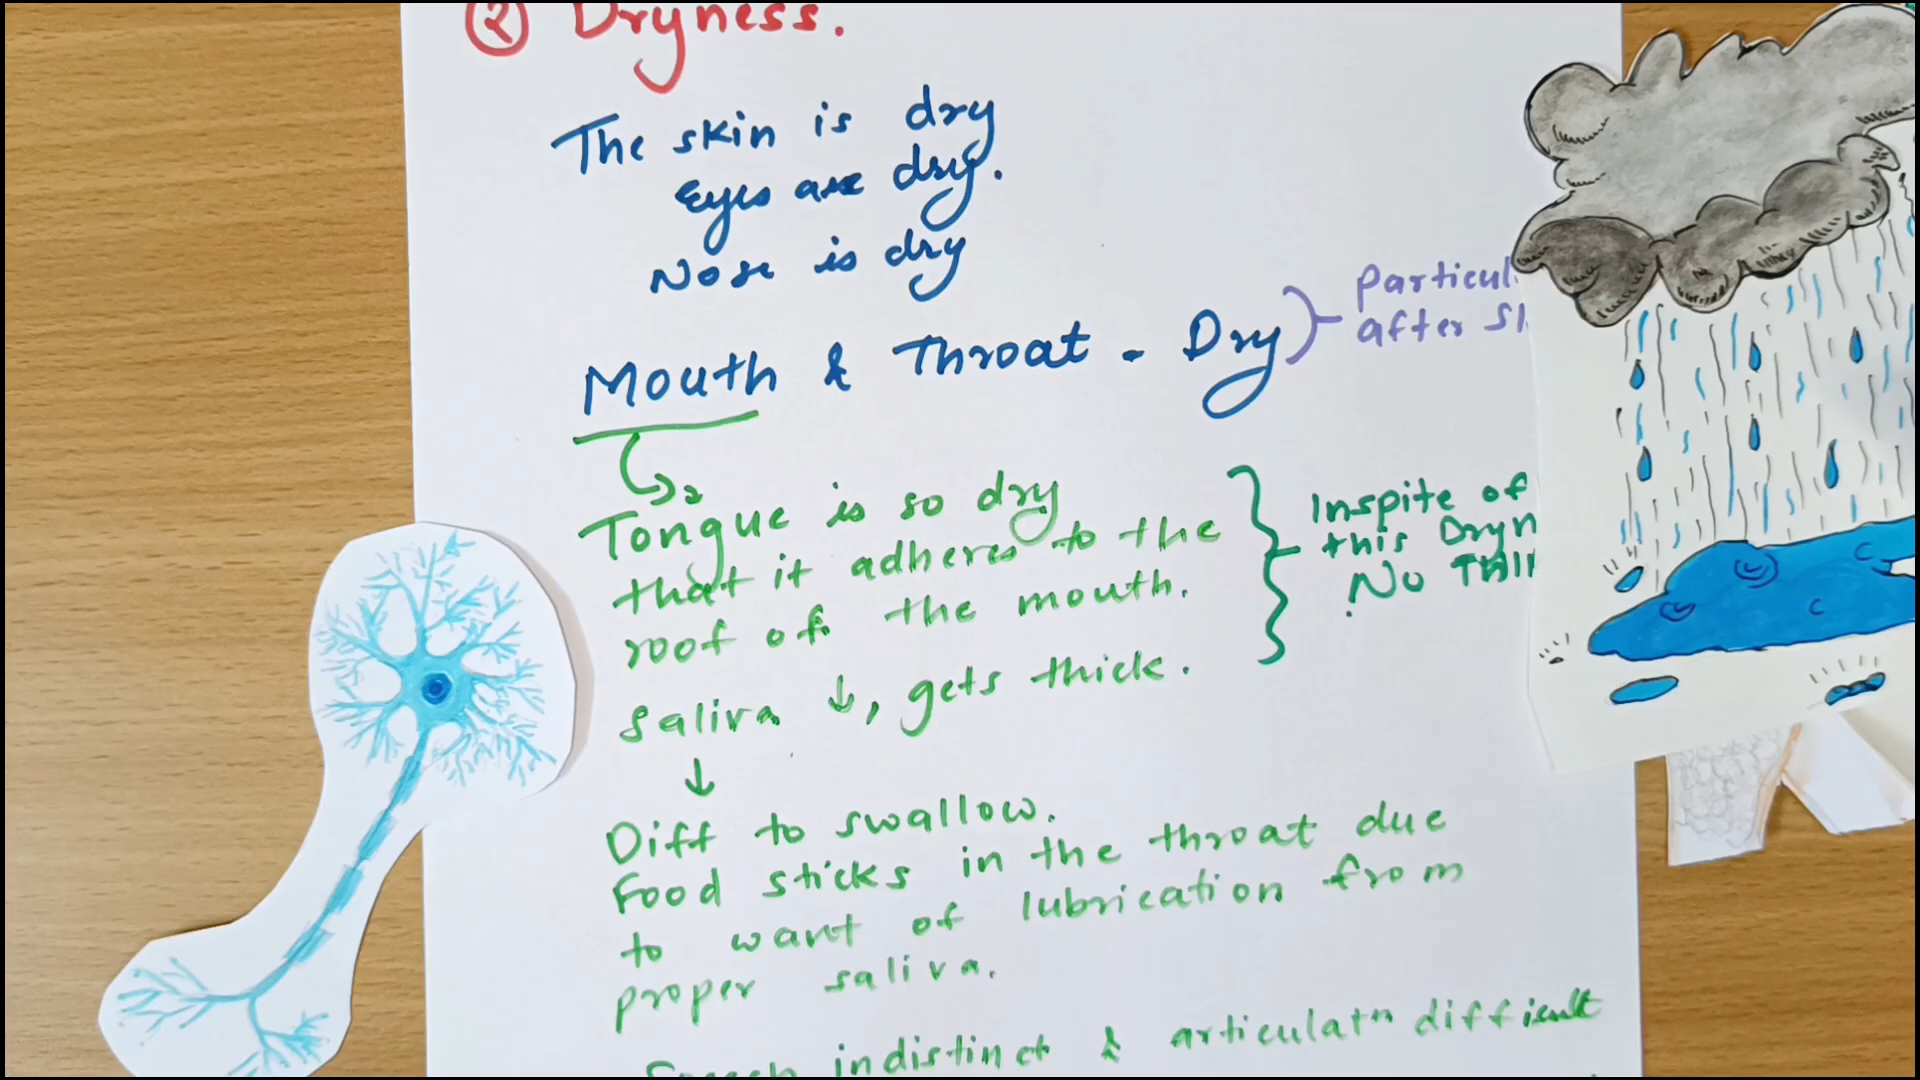 ② Dryness.
The skin is dry
Eyes are dry.
Nose is dry
Mouth & Throat - Dry
particul
after sl
Tongue is so dry
that it adheres to the
roof of the mouth.
Inspite of
this Dryn
No Thi
saliva ↓, gets thick.
↓
Diff to swallow.
Food sticks in the throat due
to want of lubrication from
proper saliva.
Speech indistinct & articulatn difficult